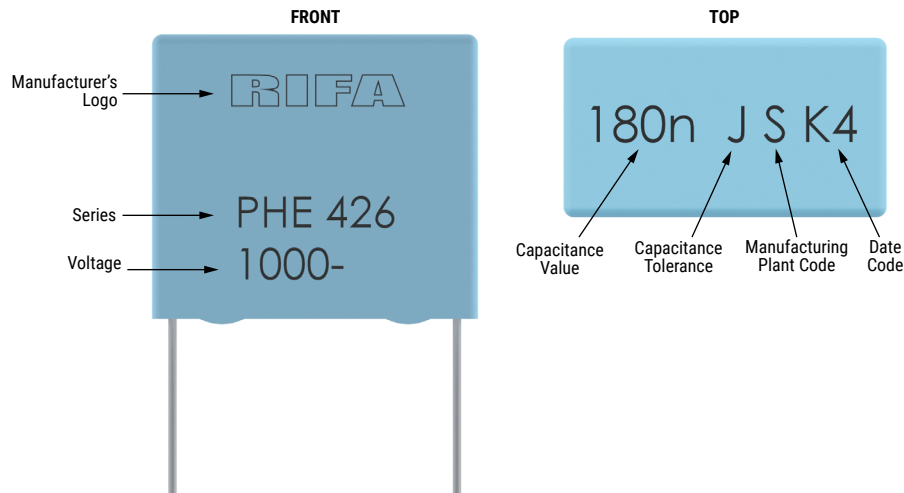 FRONT
Manufacturer's
Logo
RIFA
Series
PHE 426
Voltage
1000-
TOP
180n J S K4
Capacitance
Value
Capacitance
Tolerance
Manufacturing
Plant Code
Date
Code